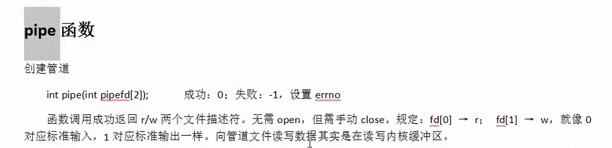 pipe 函数
创建管道
int pipe(int pipefd[2]); 成功：0；失败：-1，设置 errno
函数调用成功返回 r/w 两个文件描述符。无需 open，但需手动 close。规定：fd[0] → r； fd[1] → w，就像 0
对应标准输入，1 对应标准输出一样。向管道文件读写数据其实是在读写内核缓冲区。